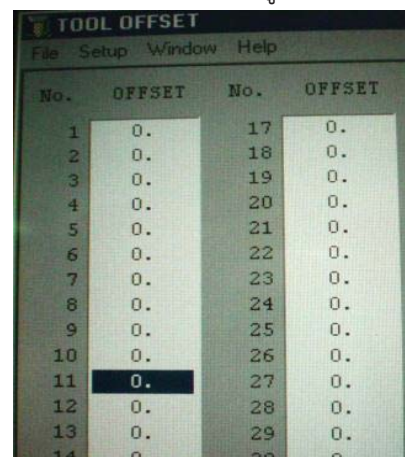 TOOL OFFSET
File Setup Window Help
No. OFFSET No. OFFSET
1 0. 17 0.
2 0. 18 0.
3 0. 19 0.
4 0. 20 0.
5 0. 21 0.
6 0. 22 0.
7 0. 23 0.
8 0. 24 0.
9 0. 25 0.
10 0. 26 0.
11 0. 27 0.
12 0. 28 0.
13 0. 29 0.